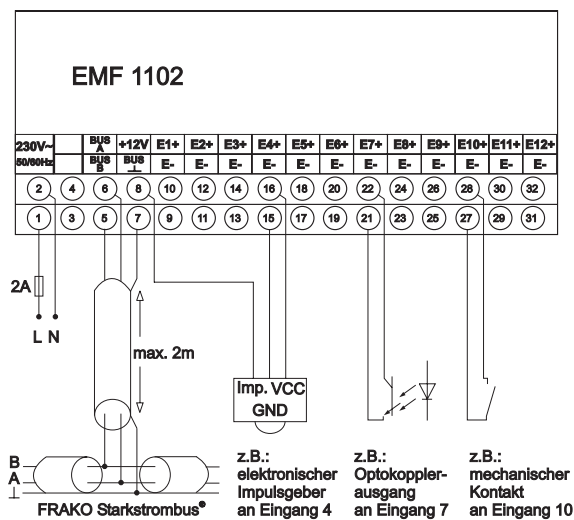 EMF 1102
230V~ BUS A +12V E1+ E2+ E3+ E4+ E5+ E6+ E7+ E8+ E9+ E10+ E11+ E12+
50/60Hz BUS B BUS ⊥ E- E- E- E- E- E- E- E- E- E- E- E-
2 4 6 8 10 12 14 16 18 20 22 24 26 28 30 32
1 3 5 7 9 11 13 15 17 19 21 23 25 27 29 31
2A
L N
max. 2m
Imp. VCC
GND
B
A
⊥
FRAKO Starkstrombus®
z.B.:
elektronischer
Impulsgeber
an Eingang 4
z.B.:
Optokoppler-
ausgang
an Eingang 7
z.B.:
mechanischer
Kontakt
an Eingang 10